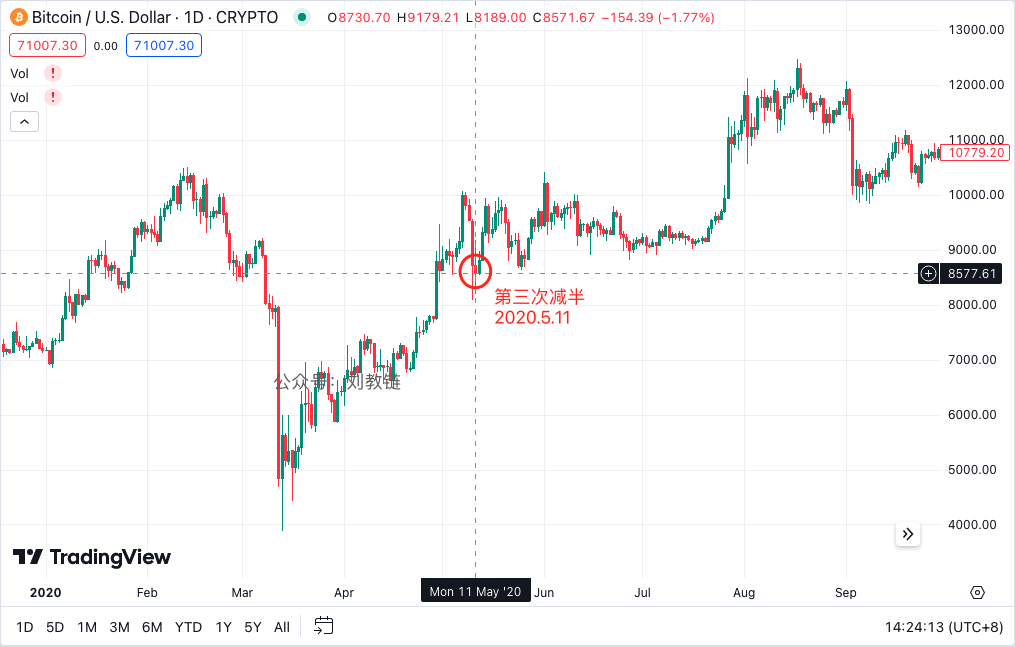 Bitcoin / U.S. Dollar · 1D · CRYPTO O8730.70 H9179.21 L8189.00 C8571.67 −154.39 (−1.77%)
71007.30 0.00 71007.30
Vol !
Vol !
13000.00
12000.00
11000.00
10779.20
10000.00
9000.00
8577.61
8000.00
7000.00
6000.00
5000.00
4000.00
第三次减半
2020.5.11
公众号：刘教链
TradingView
2020 Feb Mar Apr Mon 11 May '20 Jun Jul Aug Sep
1D 5D 1M 3M 6M YTD 1Y 5Y All 14:24:13 (UTC+8)